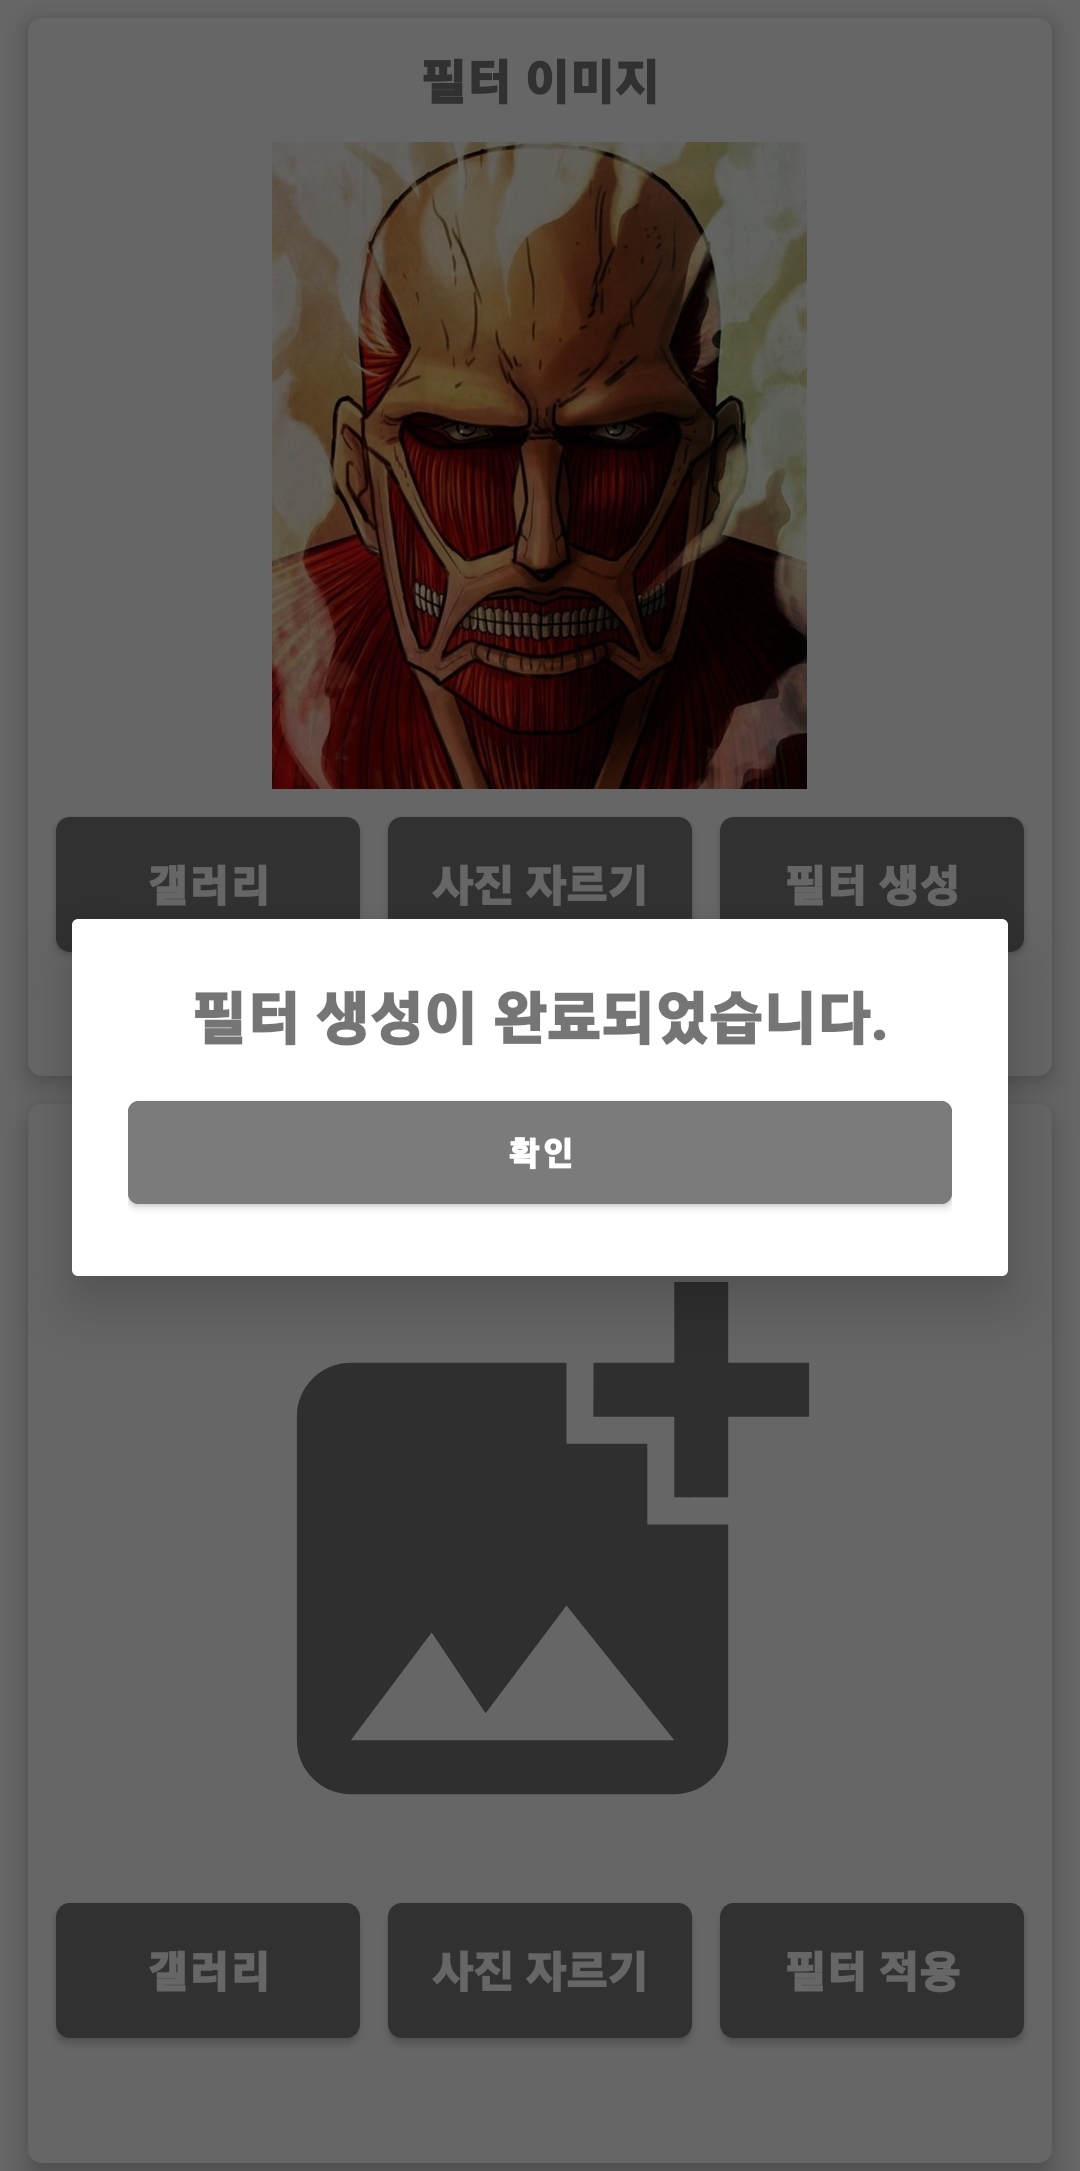 필터 이미지
갤러리
사진 자르기
필터 생성
필터 생성이 완료되었습니다.
확인
갤러리
사진 자르기
필터 적용